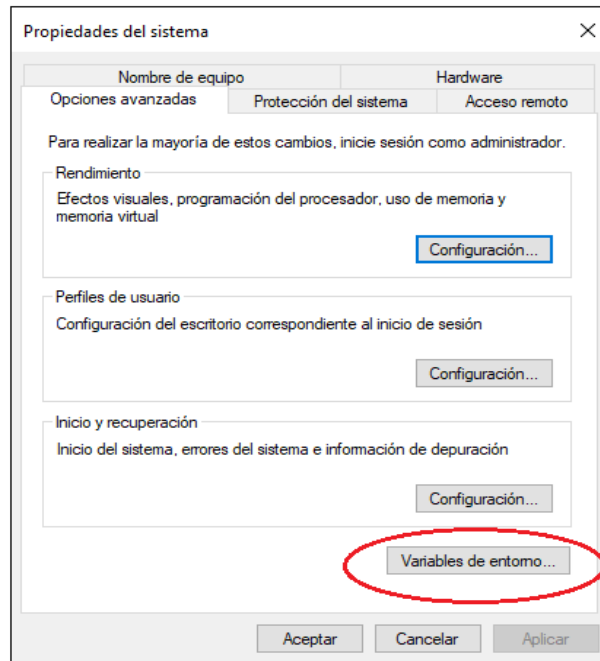 Propiedades del sistema
Nombre de equipo
Hardware
Opciones avanzadas
Protección del sistema
Acceso remoto
Para realizar la mayoría de estos cambios, inicie sesión como administrador.
Rendimiento
Efectos visuales, programación del procesador, uso de memoria y
memoria virtual
Configuración...
Perfiles de usuario
Configuración del escritorio correspondiente al inicio de sesión
Configuración...
Inicio y recuperación
Inicio del sistema, errores del sistema e información de depuración
Configuración...
Variables de entorno...
Aceptar
Cancelar
Aplicar